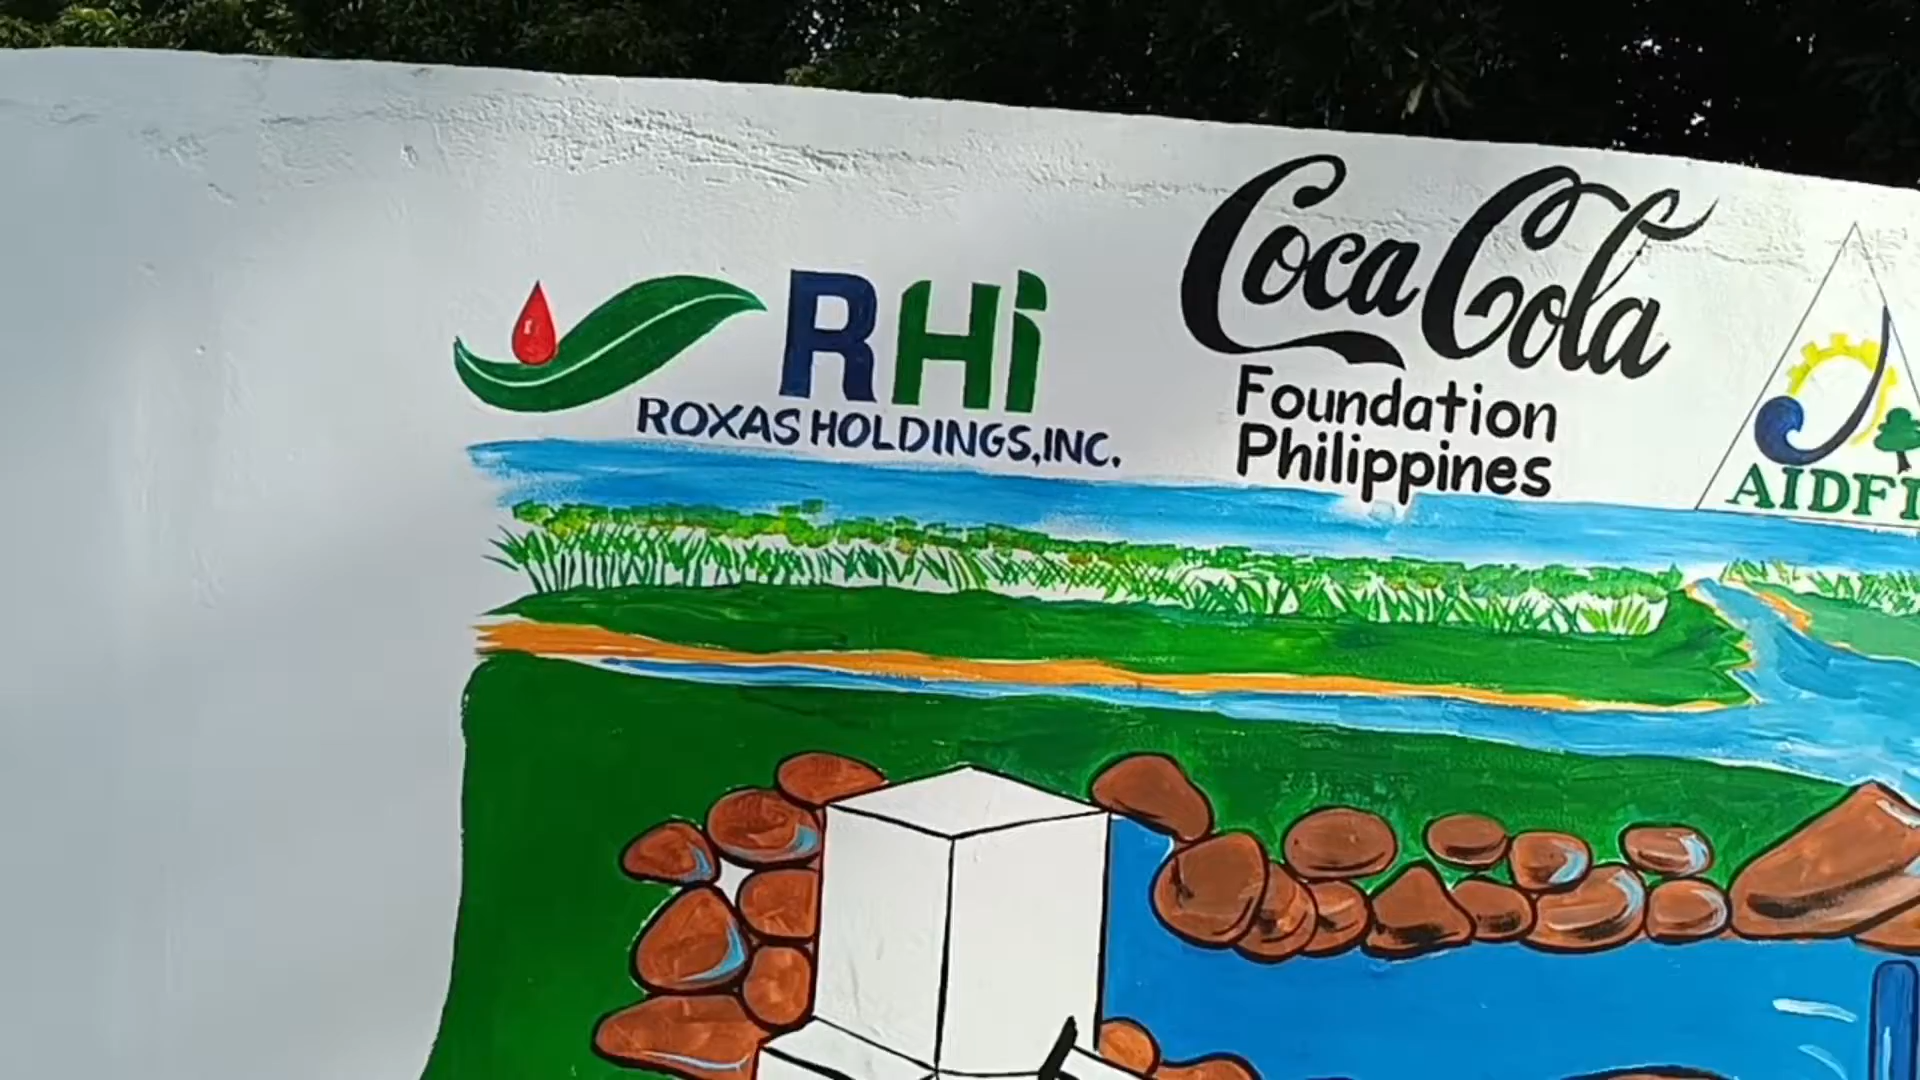 RHi
ROXAS HOLDINGS, INC.
Coca Cola
Foundation
Philippines
AIDFI